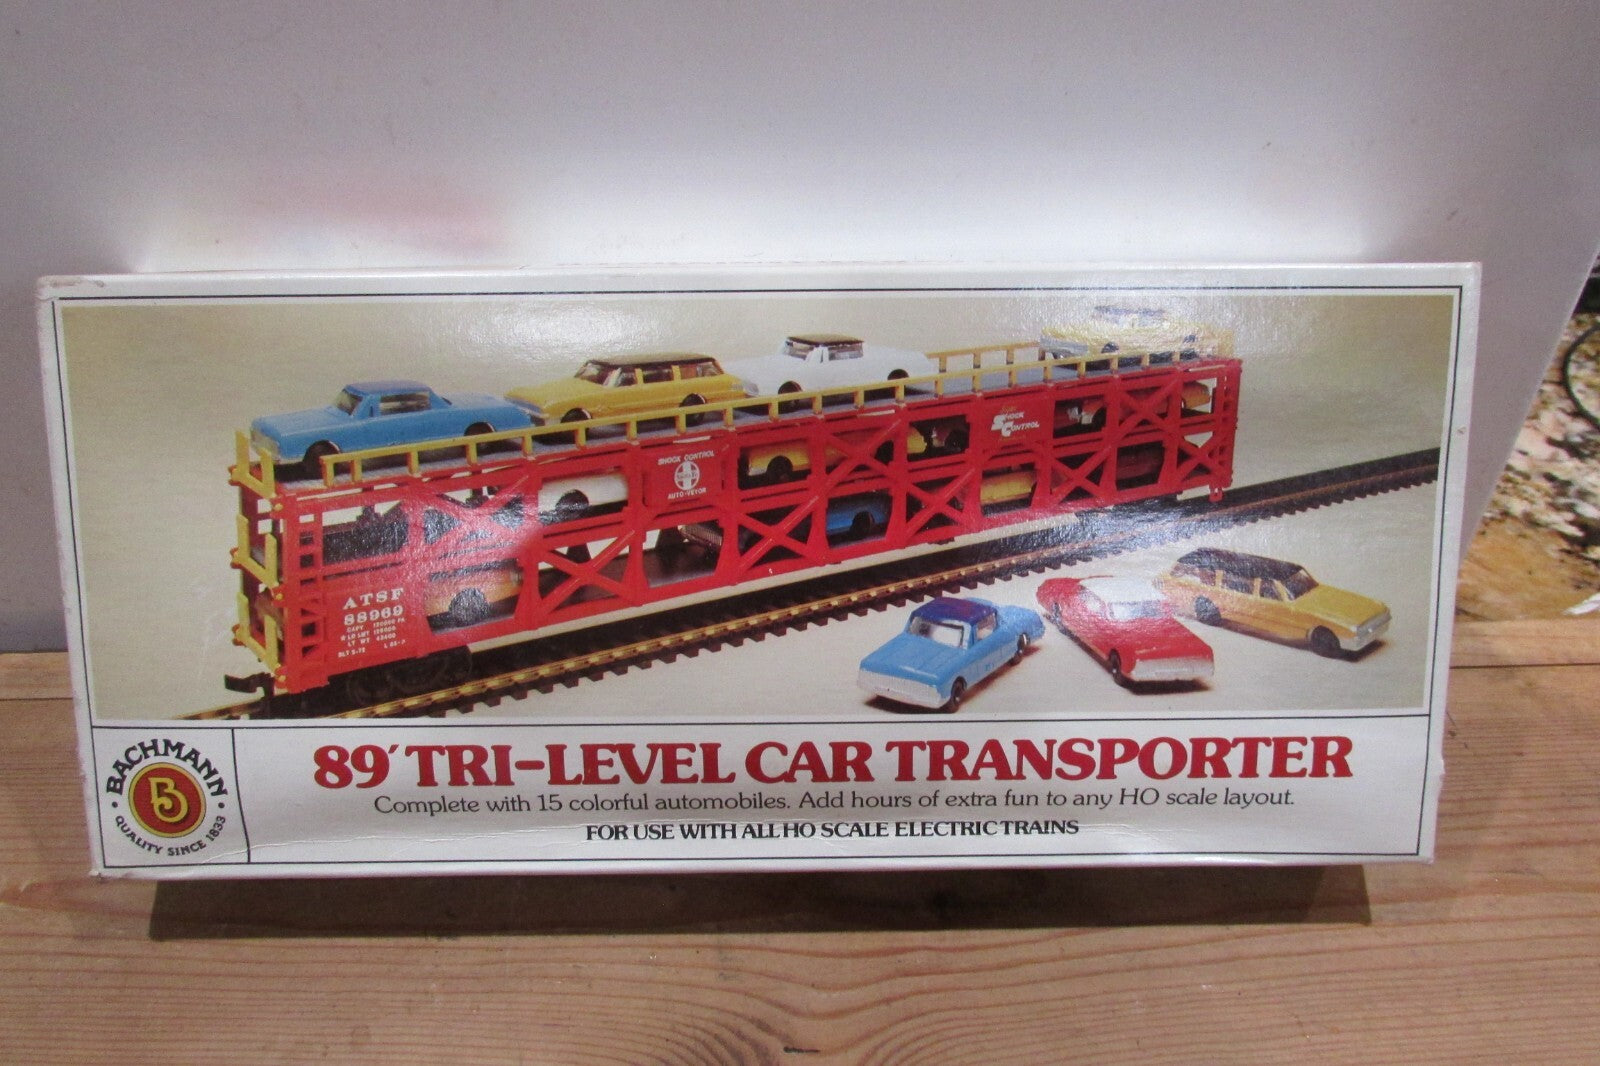 SHOCK CONTROL
AUTO-VEYOR
SHOCK
CONTROL
ATSF
88969
BACHMANN
B
QUALITY SINCE 1833
89' TRI-LEVEL CAR TRANSPORTER
Complete with 15 colorful automobiles. Add hours of extra fun to any HO scale layout.
FOR USE WITH ALL HO SCALE ELECTRIC TRAINS